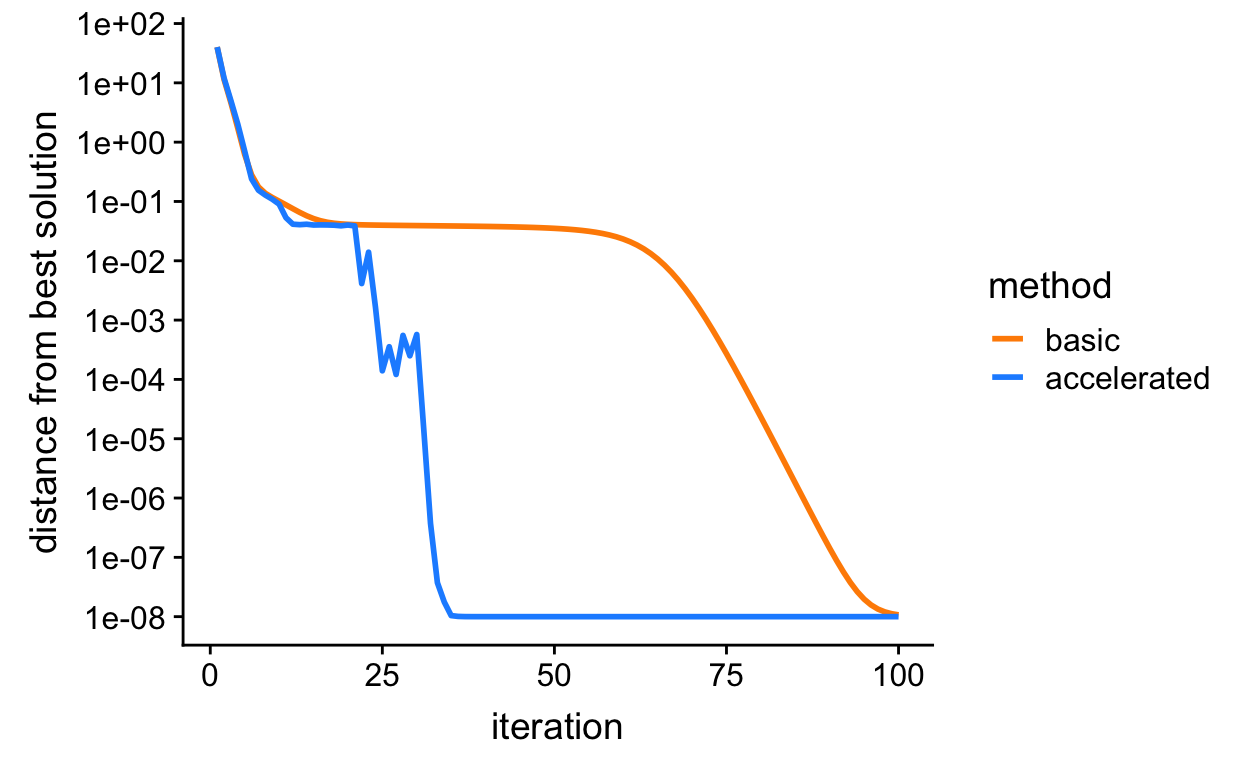 distance from best solution
1e+02
1e+01
1e+00
1e-01
1e-02
1e-03
1e-04
1e-05
1e-06
1e-07
1e-08
0 25 50 75 100
iteration
method
basic
accelerated